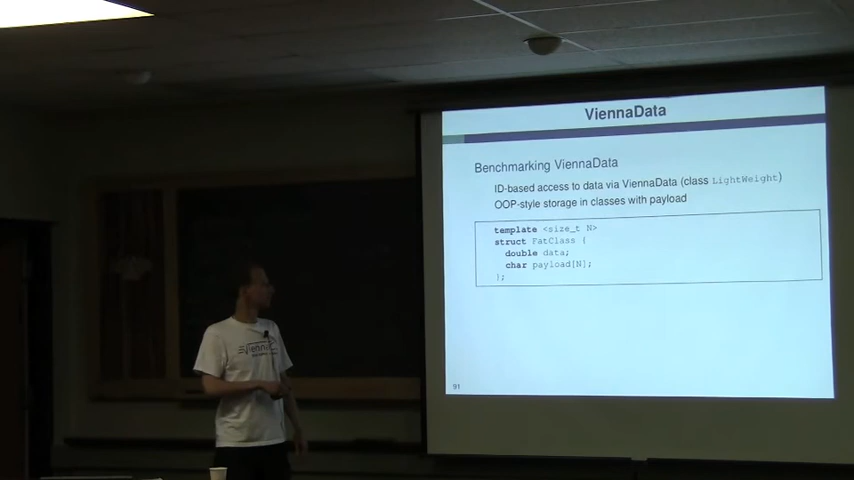 ViennaData
Benchmarking ViennaData
ID-based access to data via ViennaData (class LightWeight)
OOP-style storage in classes with payload
template <size_t N>
struct FatClass {
double data;
char payload[N];
};
91